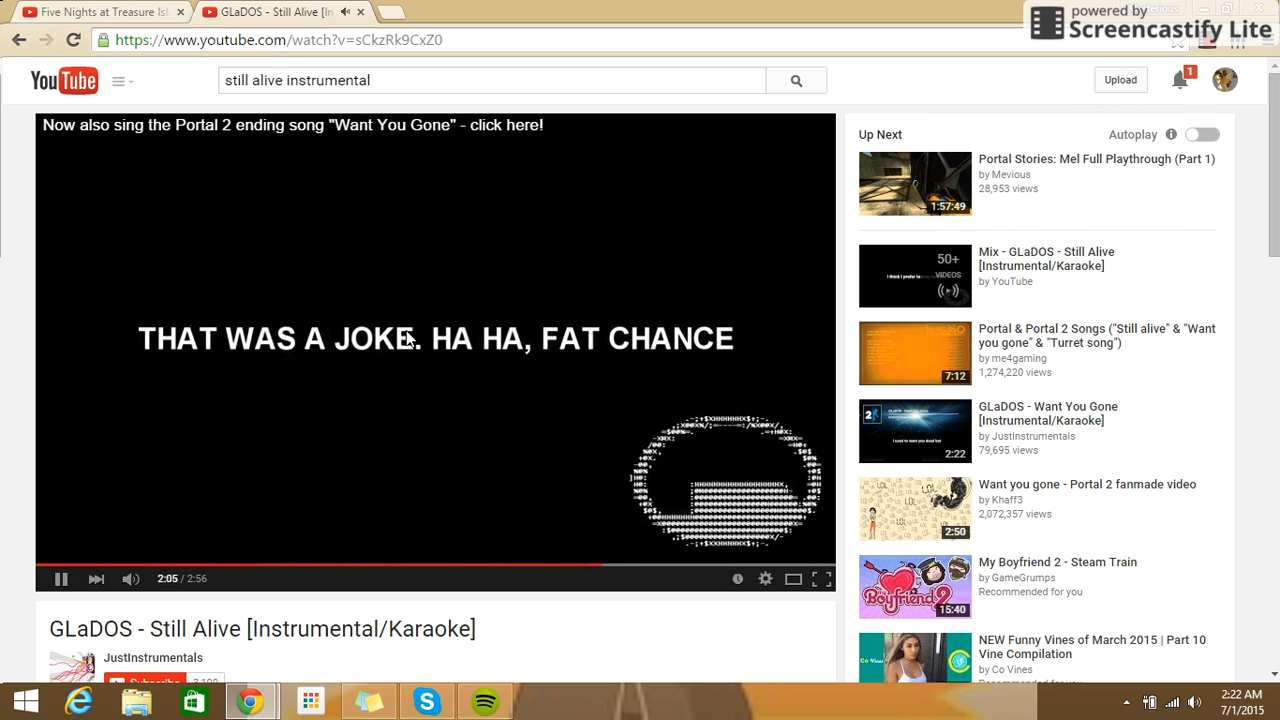 Five Nights at Treasure Is
GLaDOS - Still Alive [In
powered by
Screencastify Lite
YouTube
still alive instrumental
Upload
1
Now also sing the Portal 2 ending song "Want You Gone" - click here!
THAT WAS A JOKE. HA HA, FAT CHANCE
2:05 / 2:56
GLaDOS - Still Alive [Instrumental/Karaoke]
JustInstrumentals
Subscribe
Up Next
Autoplay
Portal Stories: Mel Full Playthrough (Part 1)
by Mevious
28,953 views
1:57:49
Mix - GLaDOS - Still Alive
[Instrumental/Karaoke]
by YouTube
50+
VIDEOS
Portal & Portal 2 Songs ("Still alive" & "Want
you gone" & "Turret song")
by me4gaming
1,274,220 views
7:12
GLaDOS - Want You Gone
[Instrumental/Karaoke]
by JustInstrumentals
79,695 views
2:22
Want you gone - Portal 2 fanmade video
by Khaff3
2,072,357 views
2:50
My Boyfriend 2 - Steam Train
by GameGrumps
Recommended for you
15:40
NEW Funny Vines of March 2015 | Part 10
Vine Compilation
by Co Vines
2:22 AM
7/1/2015